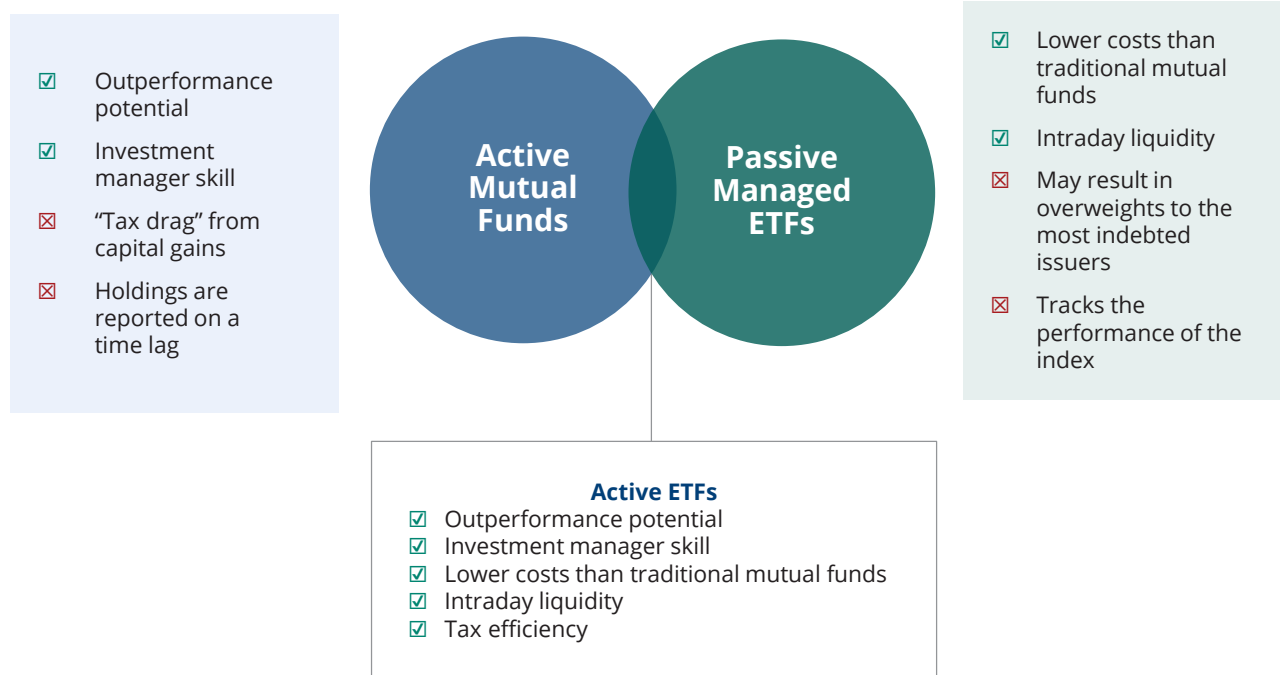 ☑ Outperformance
potential
☑ Investment
manager skill
☒ “Tax drag” from
capital gains
☒ Holdings are
reported on a
time lag
Active
Mutual
Funds
Passive
Managed
ETFs
☑ Lower costs than
traditional mutual
funds
☑ Intraday liquidity
☒ May result in
overweights to the
most indebted
issuers
☒ Tracks the
performance of the
index
Active ETFs
☑ Outperformance potential
☑ Investment manager skill
☑ Lower costs than traditional mutual funds
☑ Intraday liquidity
☑ Tax efficiency